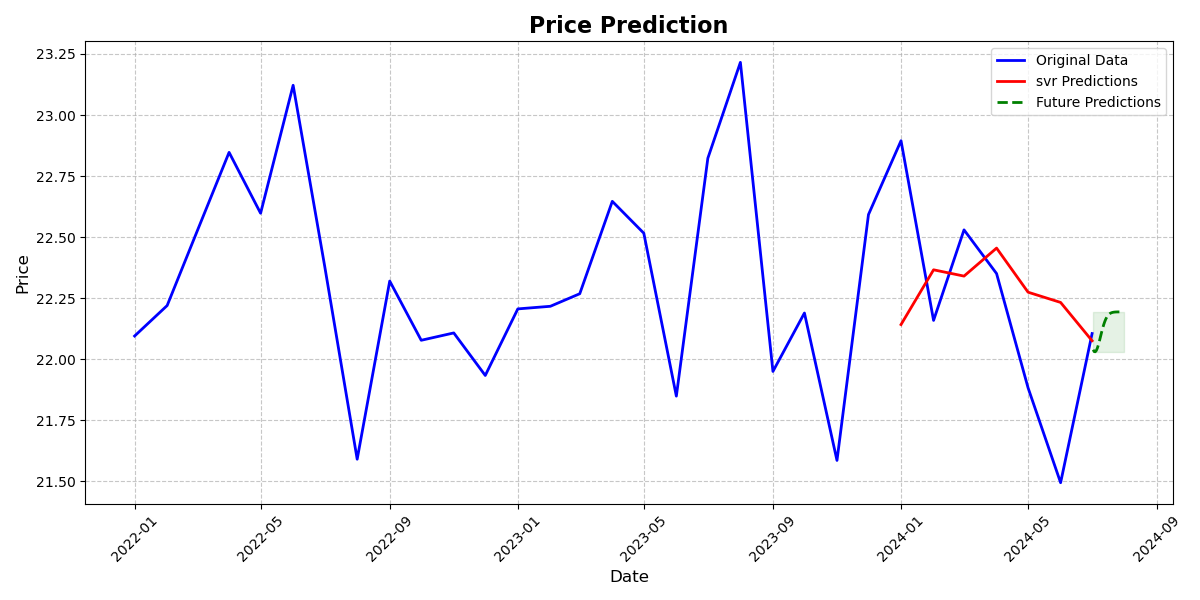 Price Prediction
Original Data
svr Predictions
Future Predictions
Price
23.25
23.00
22.75
22.50
22.25
22.00
21.75
21.50
2022-01
2022-05
2022-09
2023-01
2023-05
2023-09
2024-01
2024-05
2024-09
Date